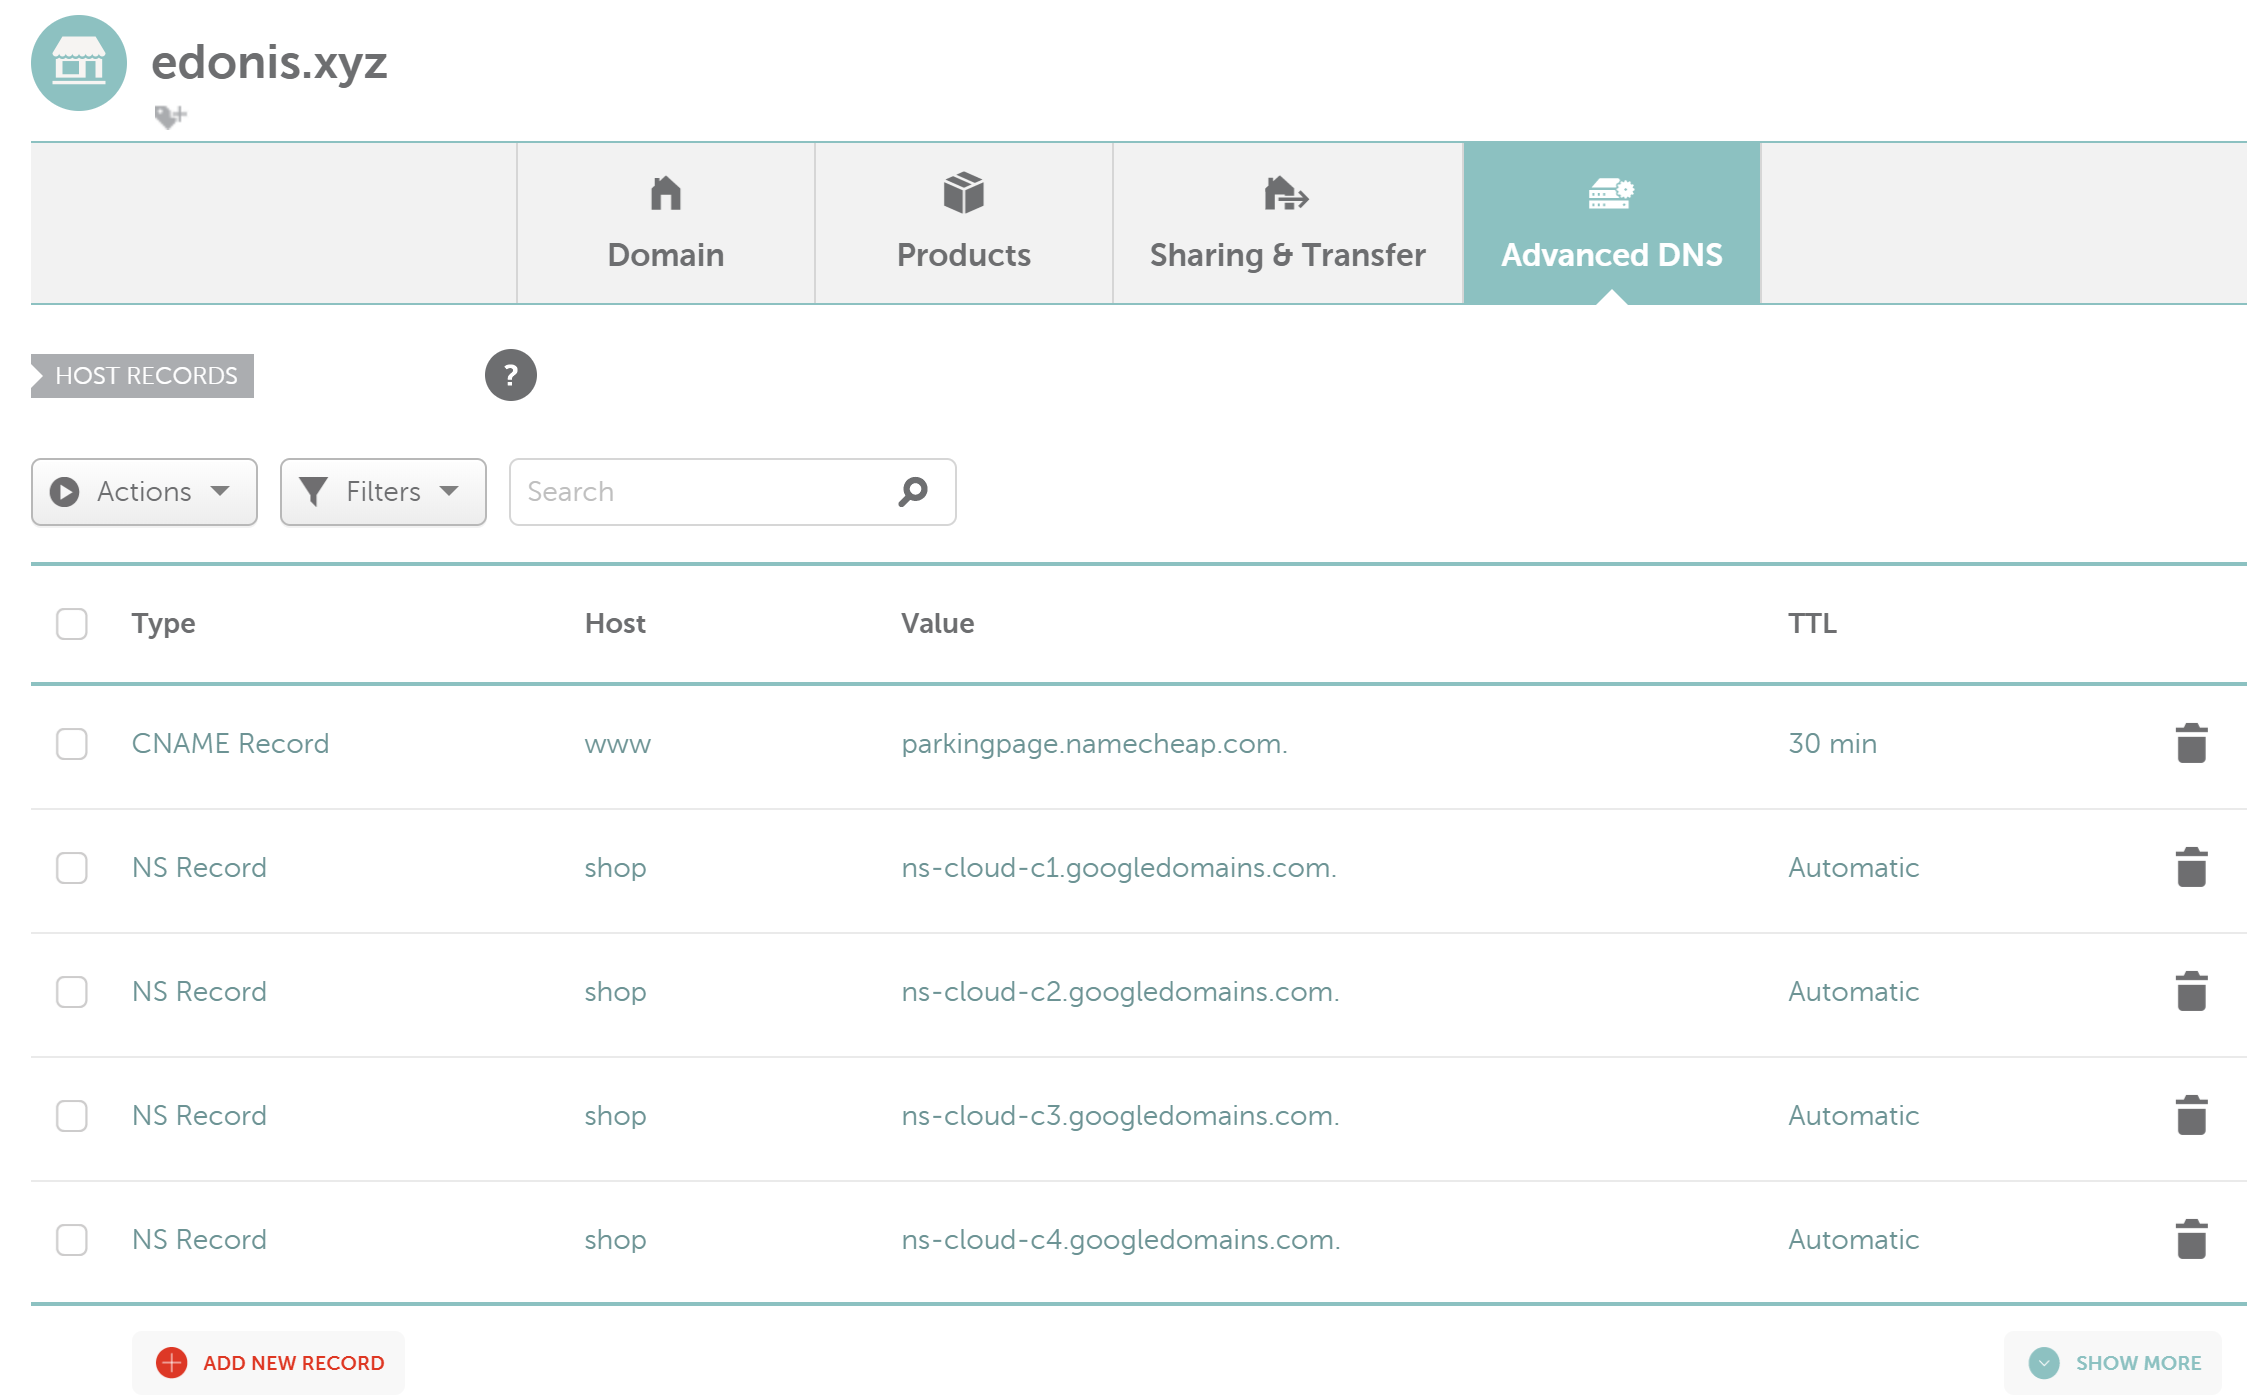 edonis.xyz
Domain
Products
Sharing & Transfer
Advanced DNS
HOST RECORDS
?
Actions
Filters
Search
Type Host Value TTL
CNAME Record www parkingpage.namecheap.com. 30 min
NS Record shop ns-cloud-c1.googledomains.com. Automatic
NS Record shop ns-cloud-c2.googledomains.com. Automatic
NS Record shop ns-cloud-c3.googledomains.com. Automatic
NS Record shop ns-cloud-c4.googledomains.com. Automatic
ADD NEW RECORD
SHOW MORE